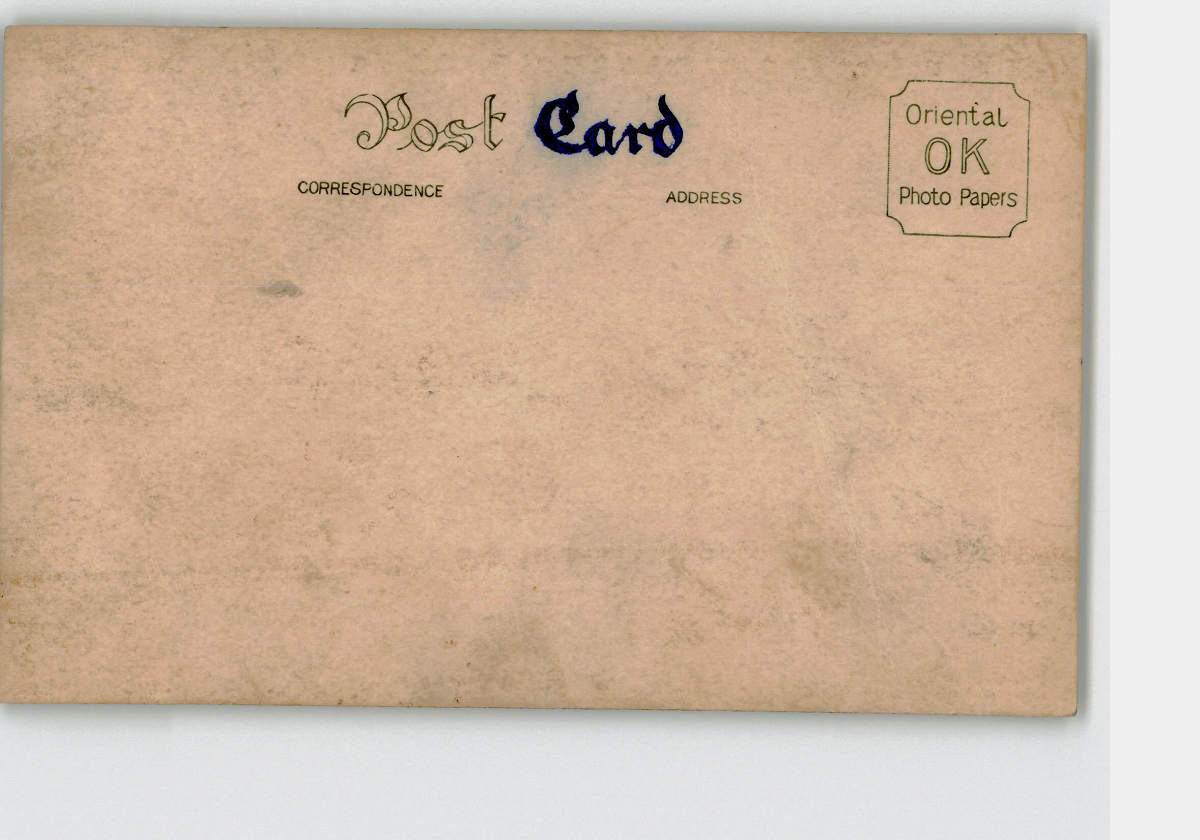 Post Card
CORRESPONDENCE
ADDRESS
Oriental
OK
Photo Papers